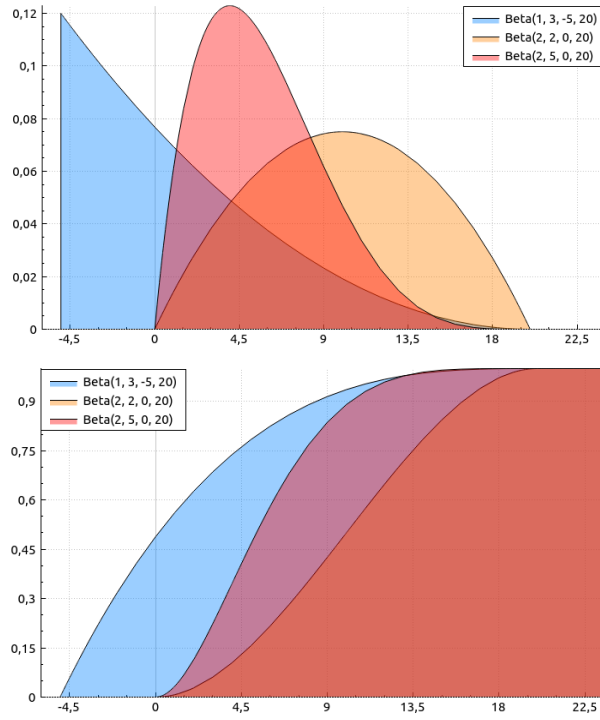 0,12
0,1
0,08
0,06
0,04
0,02
0
-4,5 0 4,5 9 13,5 18 22,5
Beta(1, 3, -5, 20)
Beta(2, 2, 0, 20)
Beta(2, 5, 0, 20)
Beta(1, 3, -5, 20)
Beta(2, 2, 0, 20)
Beta(2, 5, 0, 20)
0,9
0,75
0,6
0,45
0,3
0,15
0
-4,5 0 4,5 9 13,5 18 22,5